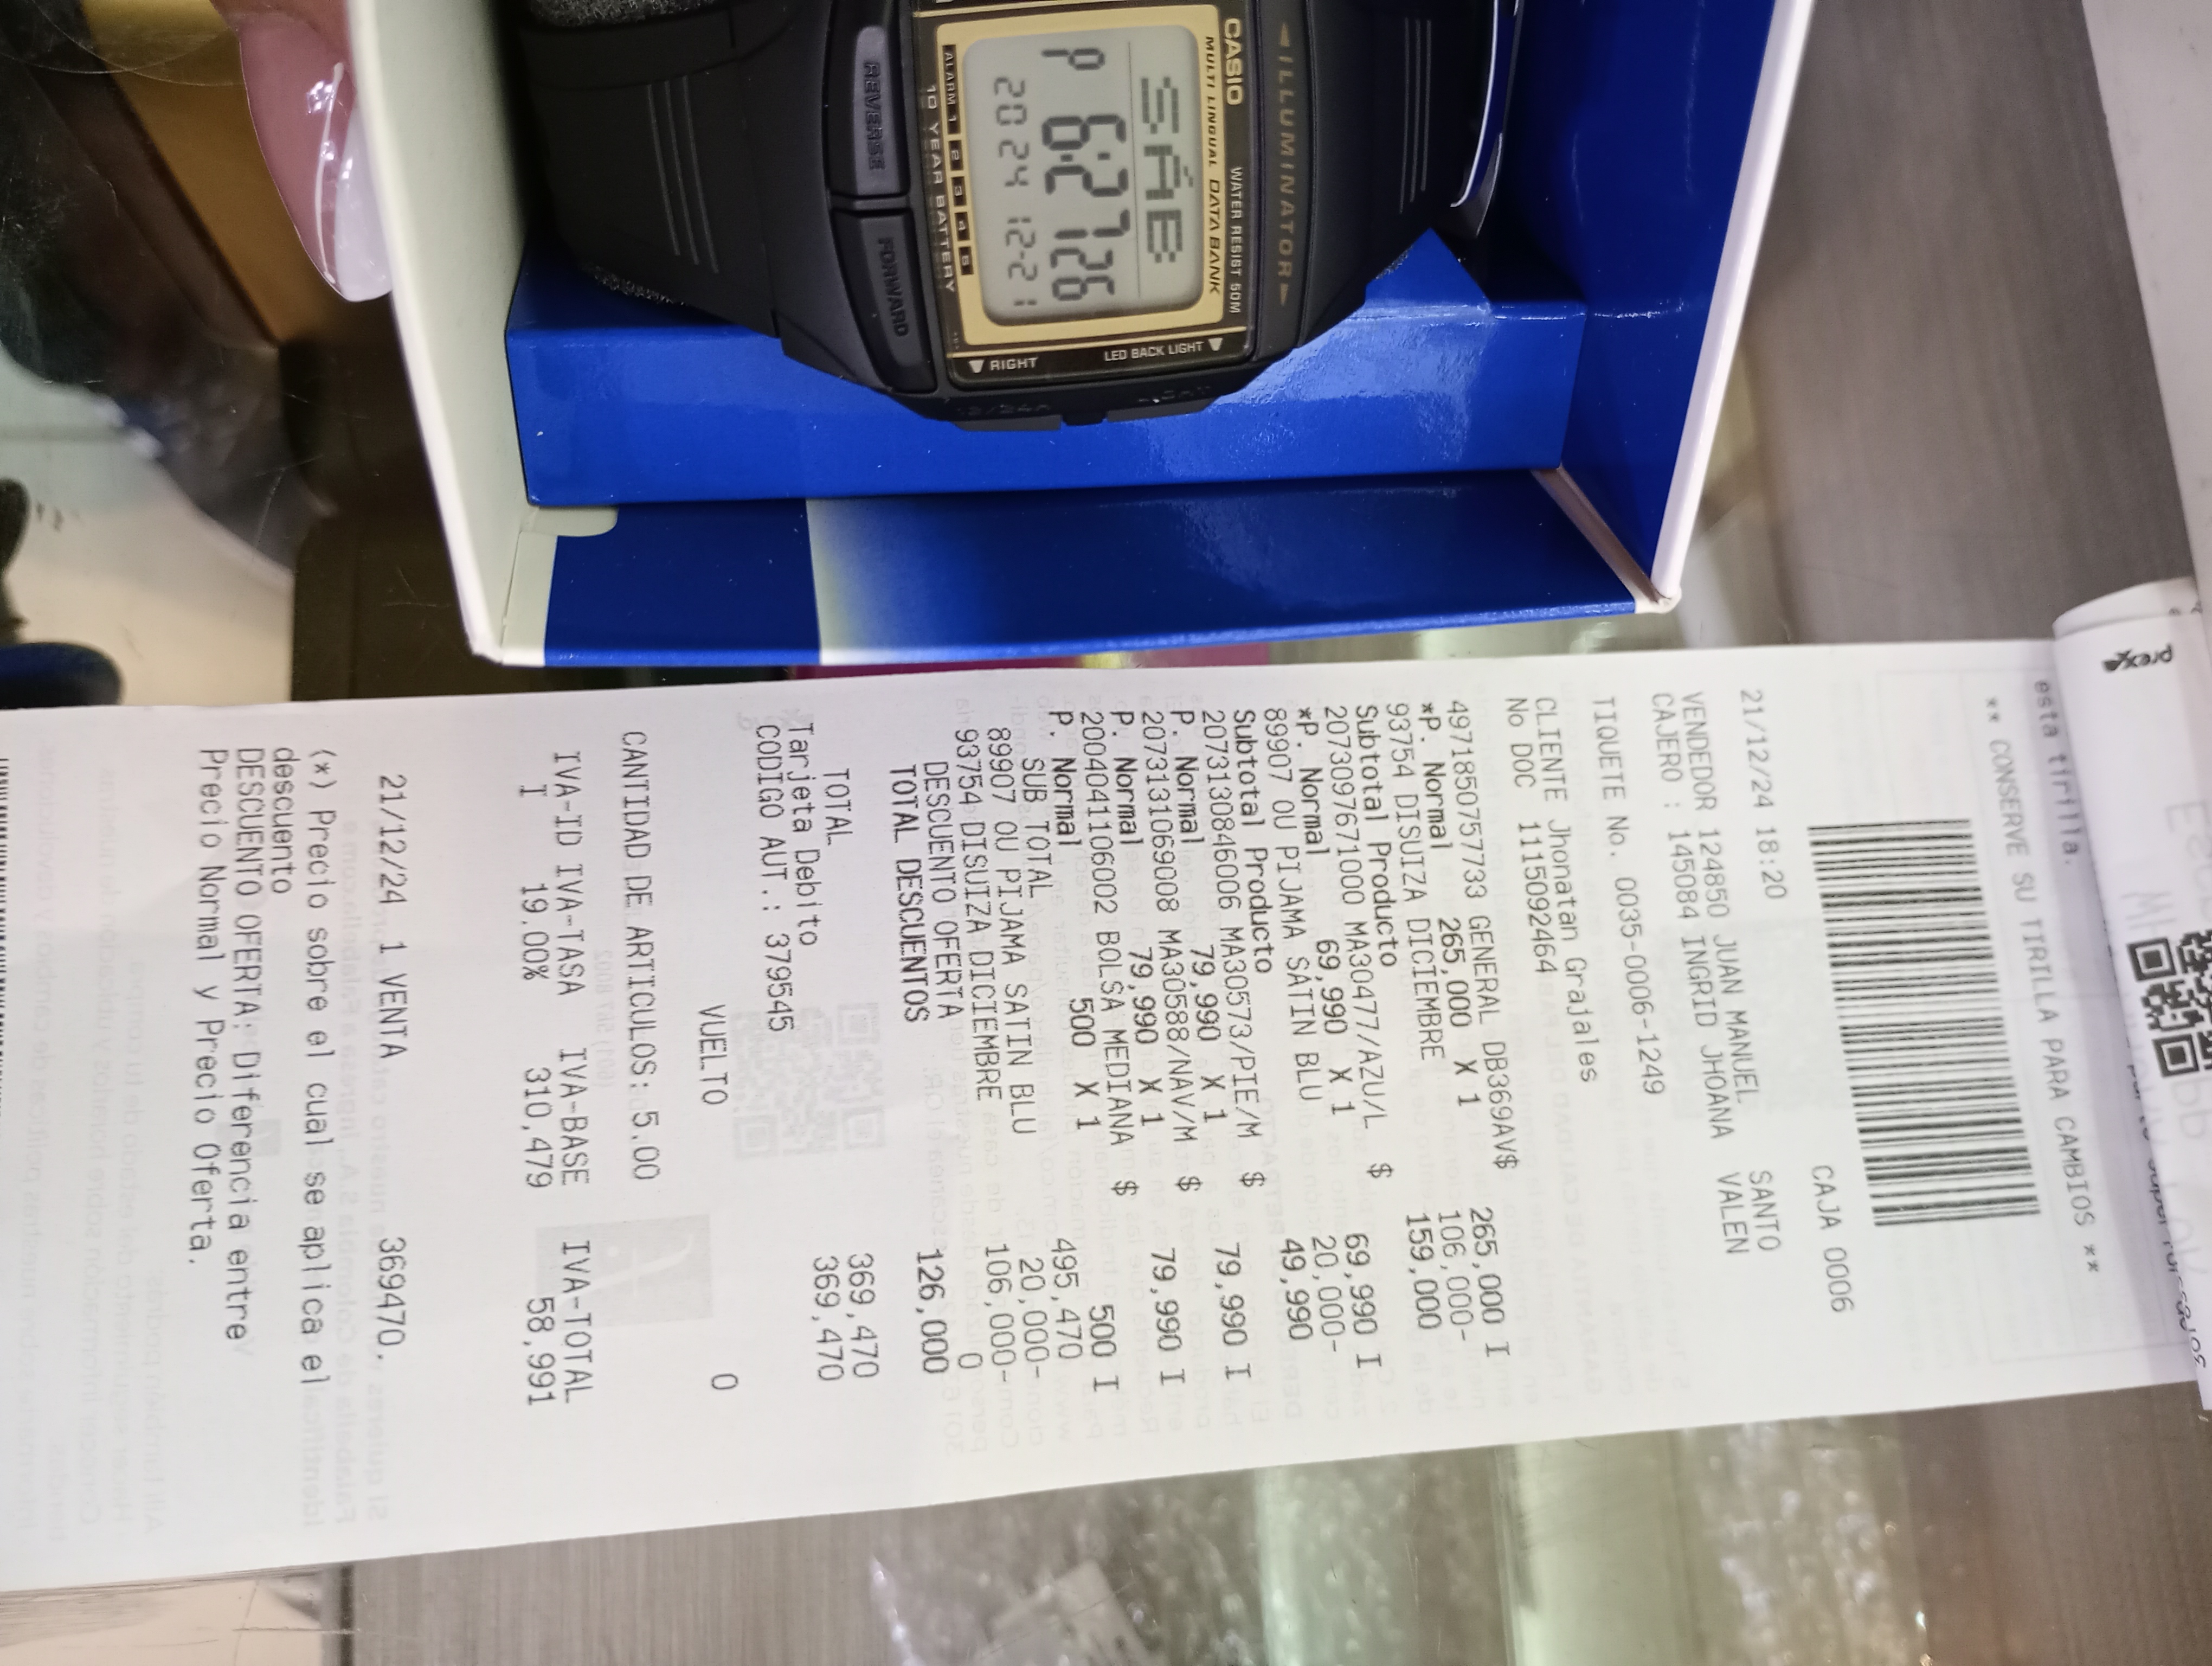 ◄ILLUMINATOR►
CASIO WATER RESIST 50M
MULTI LINGUAL DATA BANK
SÁB
P 6:27 26
2024 12-21
ALARM 1 2 3 4 5
10 YEAR BATTERY
REVERSE FORWARD
▼ RIGHT LED BACK LIGHT ▼
12/24H
prex
esta tirilla.
** CONSERVE SU TIRILLA PARA CAMBIOS **
CAJA 0006
21/12/24 18:20 SANTO
VENDEDOR 124850 JUAN MANUEL VALEN
CAJERO : 145084 INGRID JHOANA
TIQUETE No. 0035-0006-1249
CLIENTE Jhonatan Grajales
No DOC 1115092464
4971850757733 GENERAL DB369AV$ 265,000 I
*P. Normal 265,000 X 1
93754 DISUIZA DICIEMBRE 106,000-
Subtotal Producto 159,000
2073097671000 MA30477/AZU/L $ 69,990 I
*P. Normal 69,990 X 1
89907 OU PIJAMA SATIN BLU 20,000-
Subtotal Producto 49,990
2073130846006 MA30573/PIE/M $ 79,990 I
P. Normal 79,990 X 1
2073131069008 MA30588/NAV/M $ 79,990 I
P. Normal 79,990 X 1
2004041106002 BOLSA MEDIANA $ 500 I
P. Normal 500 X 1
SUB TOTAL 495,470
89907 OU PIJAMA SATIN BLU 20,000-
93754 DISUIZA DICIEMBRE 106,000-
DESCUENTO OFERTA 0
TOTAL DESCUENTOS 126,000
TOTAL 369,470
Tarjeta Debito 369,470
CODIGO AUT.: 379545
VUELTO 0
CANTIDAD DE ARTICULOS: 5.00
IVA-ID IVA-TASA IVA-BASE IVA-TOTAL
I 19.00% 310,479 58,991
21/12/24 1 VENTA 369470.
(*) Precio sobre el cual se aplica el
descuento
DESCUENTO OFERTA: Diferencia entre
Precio Normal y Precio Oferta.